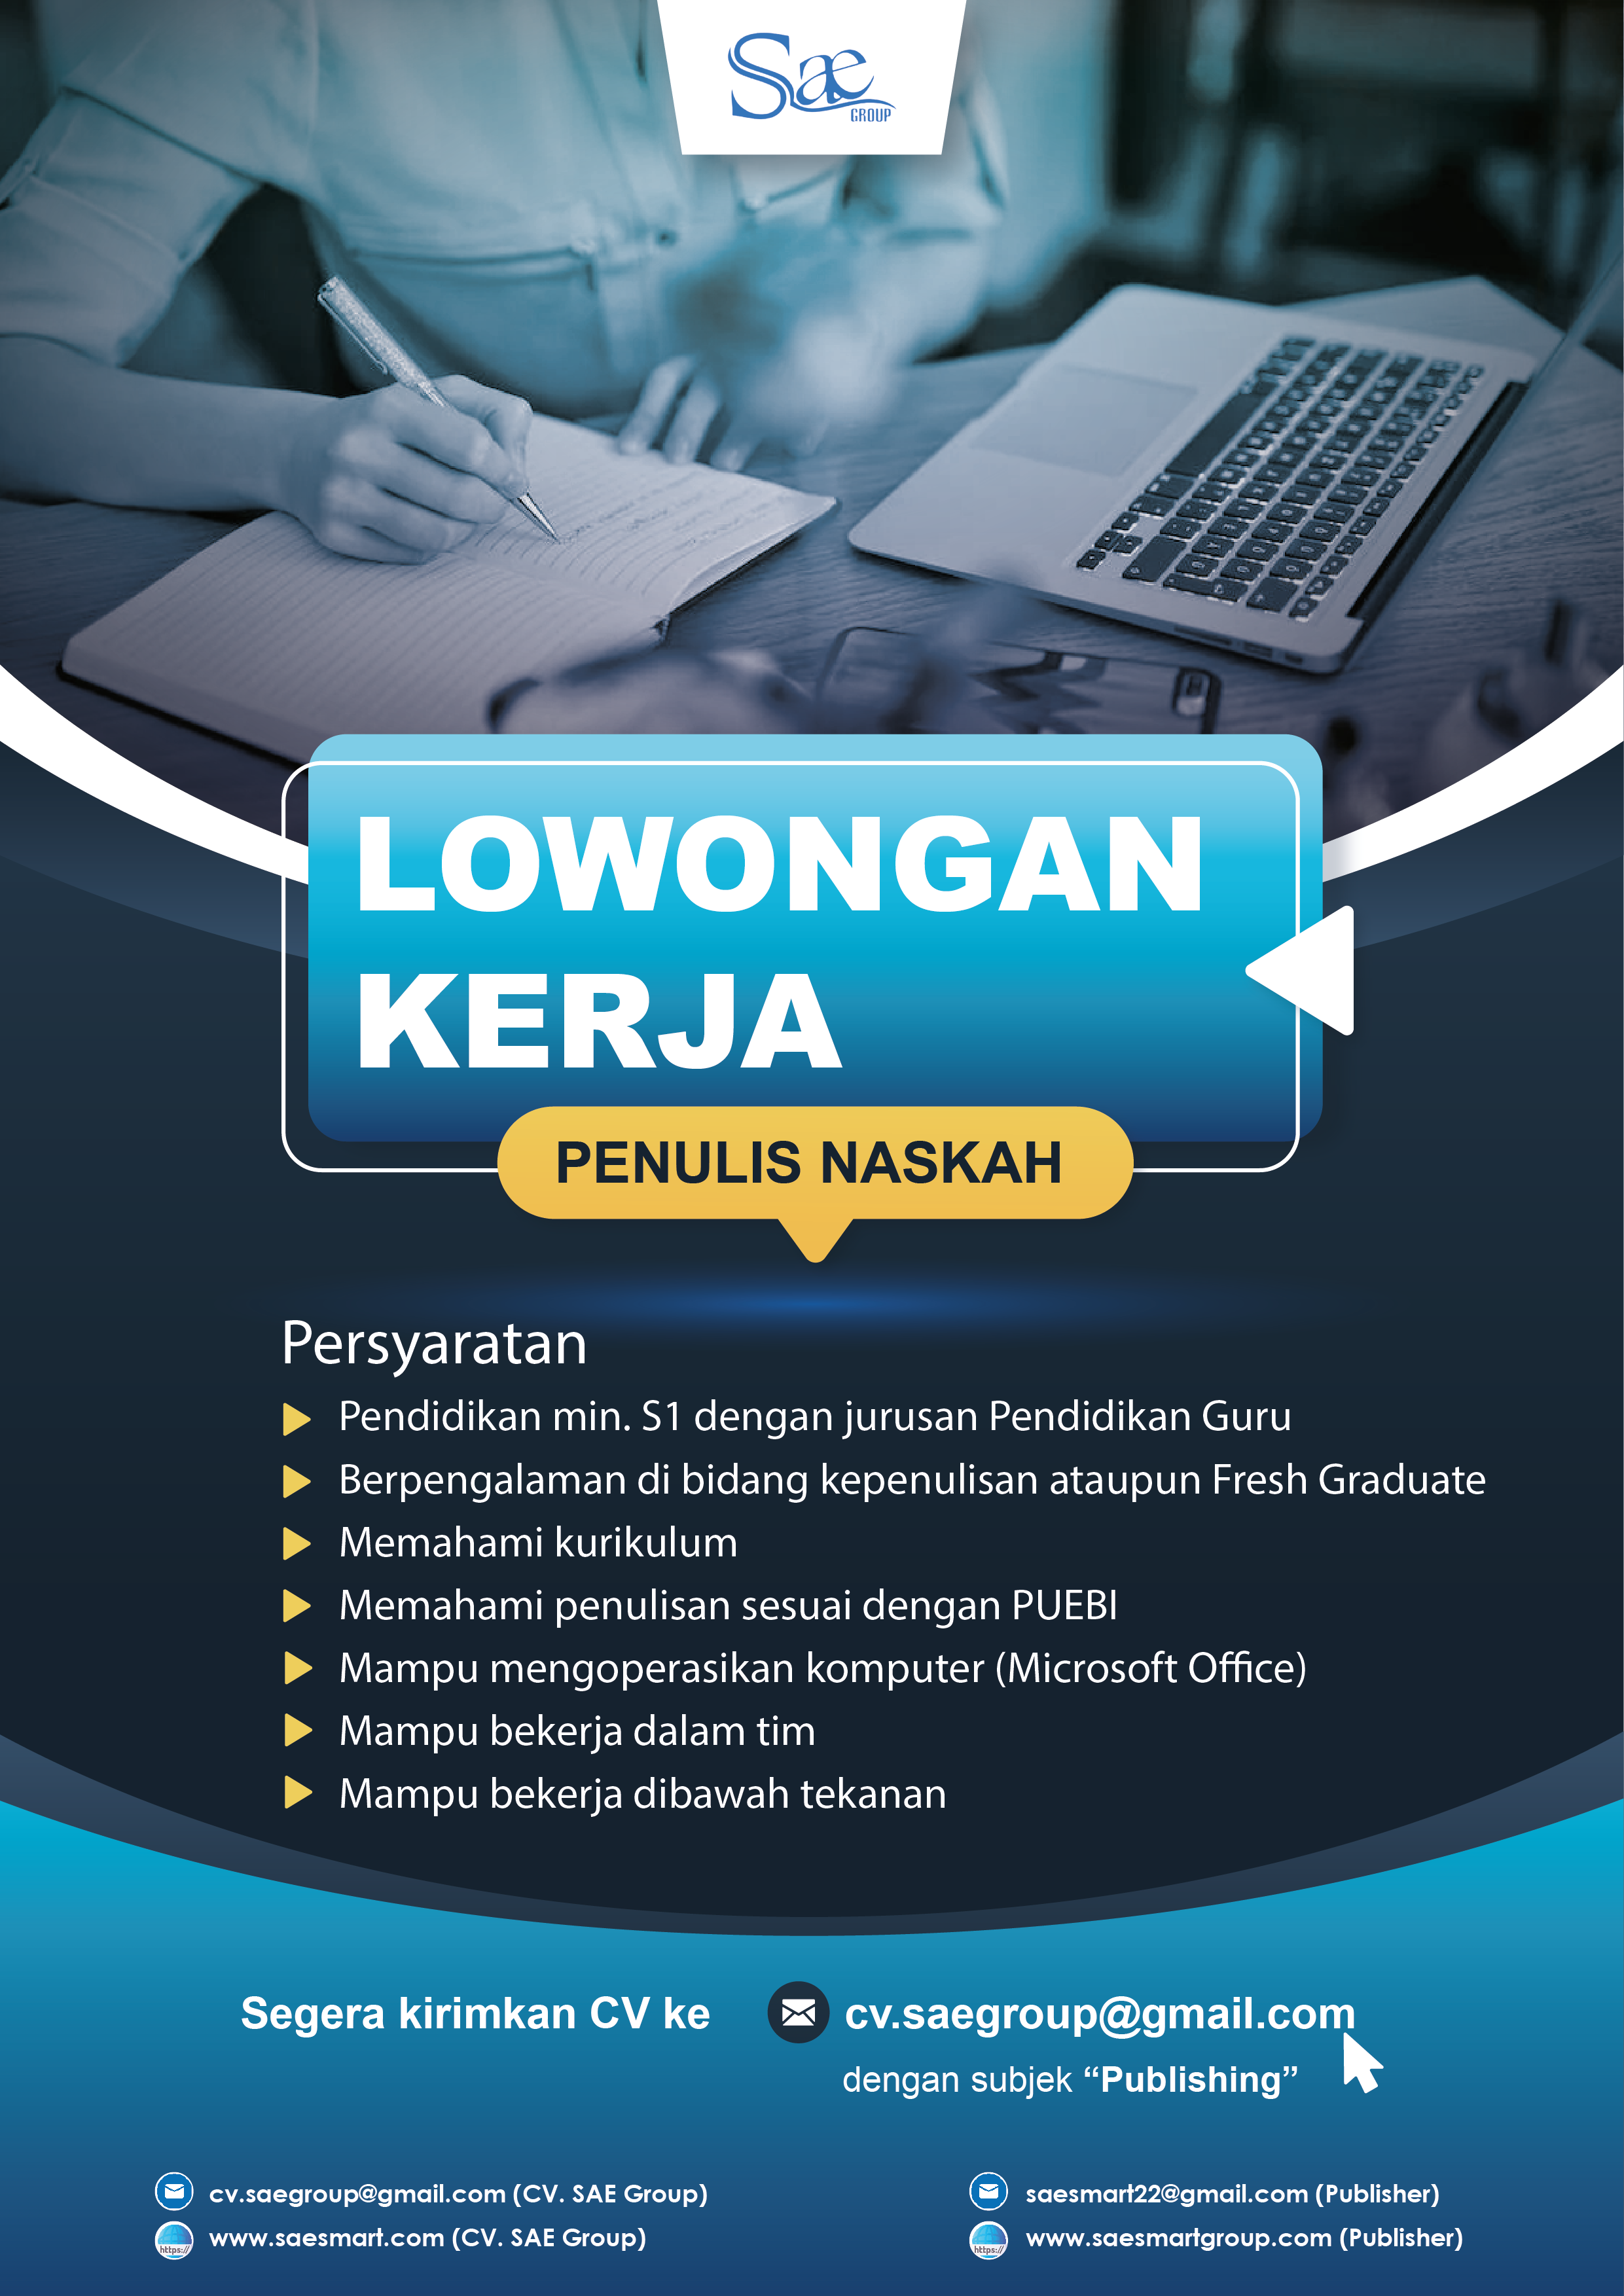 Sae
GROUP
LOWONGAN
KERJA
PENULIS NASKAH
Persyaratan
Pendidikan min. S1 dengan jurusan Pendidikan Guru
Berpengalaman di bidang kepenulisan ataupun Fresh Graduate
Memahami kurikulum
Memahami penulisan sesuai dengan PUEBI
Mampu mengoperasikan komputer (Microsoft Office)
Mampu bekerja dalam tim
Mampu bekerja dibawah tekanan
Segera kirimkan CV ke cv.saegroup@gmail.com
dengan subjek “Publishing”
cv.saegroup@gmail.com (CV. SAE Group)
https:// www.saesmart.com (CV. SAE Group)
saesmart22@gmail.com (Publisher)
https:// www.saesmartgroup.com (Publisher)